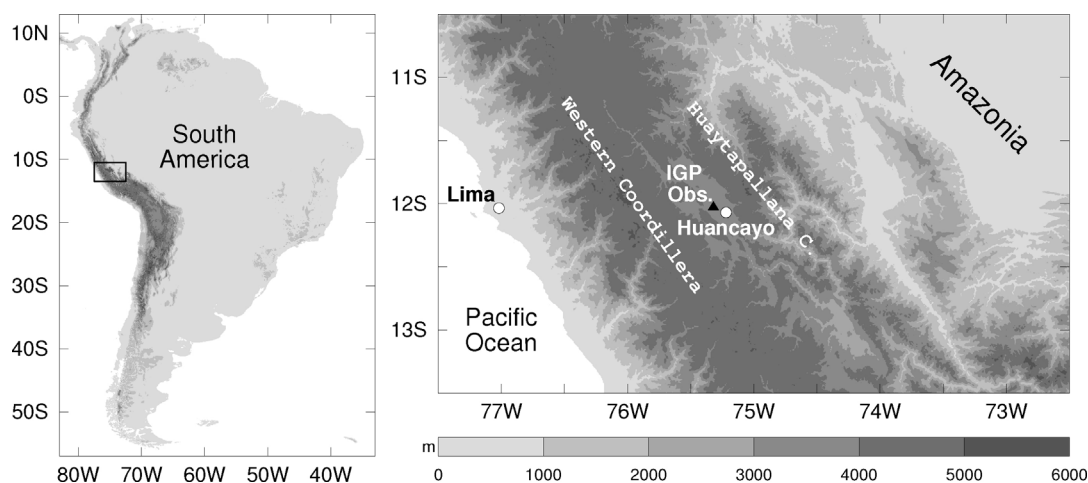 10N
0S
10S
20S
30S
40S
50S
80W
70W
60W
50W
40W
South
America
11S
12S
13S
77W
76W
75W
74W
73W
Amazonia
Western Coordillera
Huaytapallana C.
Lima
IGP
Obs.
Huancayo
Pacific
Ocean
m
0
1000
2000
3000
4000
5000
6000